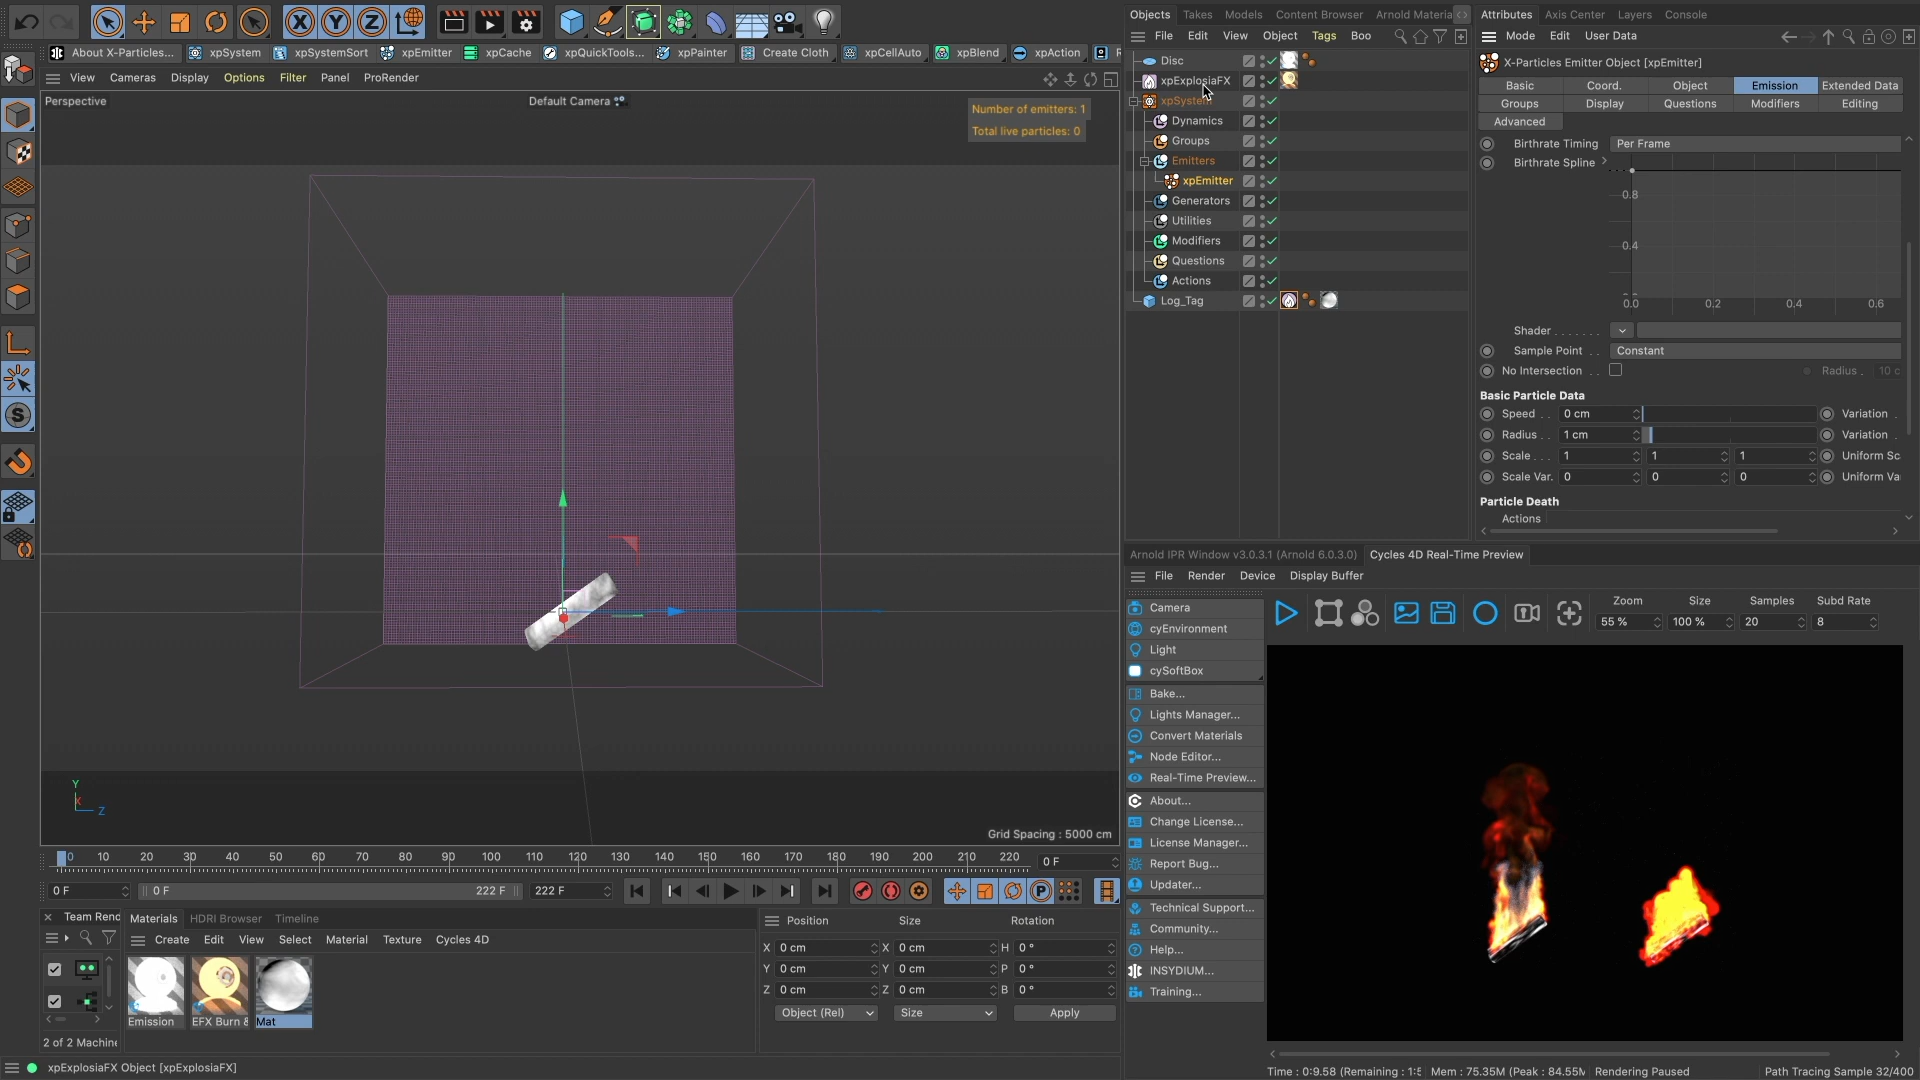 Objects Takes Models Content Browser Arnold Materia
Attributes Axis Center Layers Console
File Edit View Object Tags Boo
Mode Edit User Data
About X-Particles... xpSystem xpSystemSort xpEmitter xpCache xpQuickTools... xpPainter Create Cloth xpCellAuto xpBlend xpAction
View Cameras Display Options Filter Panel ProRender
Perspective
Default Camera
Number of emitters: 1
Total live particles: 0
Disc
xpExplosiaFX
xpSystem
Dynamics
Groups
Emitters
xpEmitter
Generators
Utilities
Modifiers
Questions
Actions
Log_Tag
X-Particles Emitter Object [xpEmitter]
Basic Coord. Object Emission Extended Data
Groups Display Questions Modifiers Editing
Advanced
Birthrate Timing Per Frame
Birthrate Spline
0.8
0.4
0.0 0.2 0.4 0.6
Shader . . . . . . .
Sample Point . . Constant
No Intersection . . Radius . 10 c
Basic Particle Data
Speed . . 0 cm Variation .
Radius . . 1 cm Variation .
Scale . . . 1 1 1 Uniform Sc
Scale Var. 0 0 0 Uniform Va
Particle Death
Actions
Y
X
Z
Grid Spacing : 5000 cm
Arnold IPR Window v3.0.3.1 (Arnold 6.0.3.0) Cycles 4D Real-Time Preview
File Render Device Display Buffer
Zoom Size Samples Subd Rate
55 % 100 % 20 8
Camera
cyEnvironment
Light
cySoftBox
Bake...
Lights Manager...
Convert Materials
Node Editor...
Real-Time Preview...
About...
Change License...
License Manager...
Report Bug...
Updater...
Technical Support...
Community...
Help...
INSYDIUM...
Training...
0 10 20 30 40 50 60 70 80 90 100 110 120 130 140 150 160 170 180 190 200 210 220 0 F
0 F 0 F 222 F 222 F
Team Rend Materials HDRI Browser Timeline
Create Edit View Select Material Texture Cycles 4D
Emission EFX Burn & Mat
2 of 2 Machine
Position Size Rotation
X 0 cm X 0 cm H 0 °
Y 0 cm Y 0 cm P 0 °
Z 0 cm Z 0 cm B 0 °
Object (Rel) Size Apply
xpExplosiaFX Object [xpExplosiaFX]
Time : 0:9.58 (Remaining : 1:5 Mem : 75.35M (Peak : 84.55M Rendering Paused Path Tracing Sample 32/400